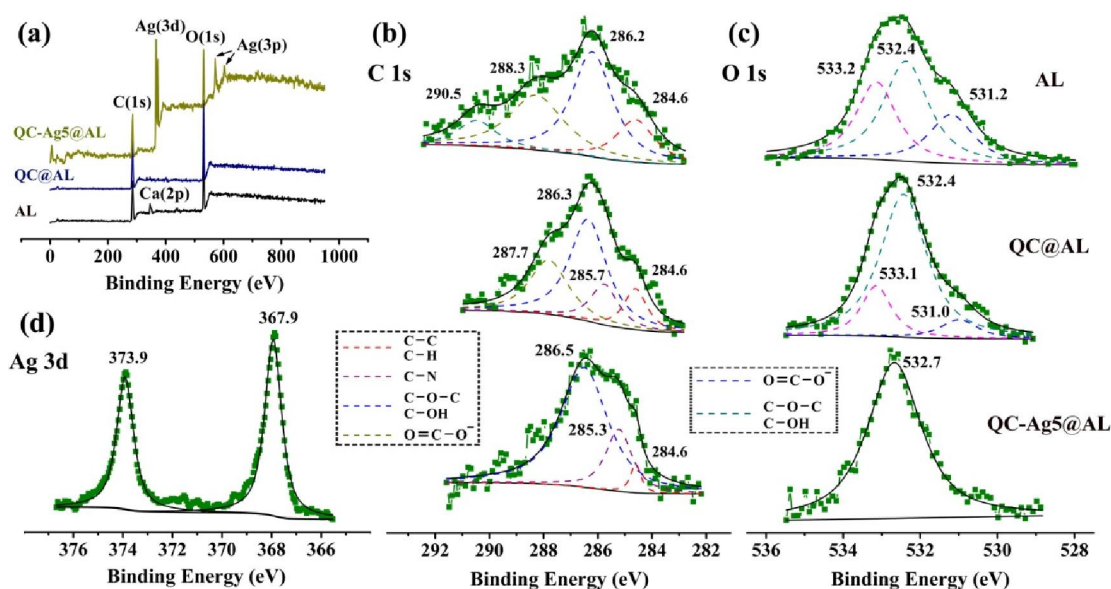 (a)
Ag(3d)
O(1s)
Ag(3p)
C(1s)
QC-Ag5@AL
QC@AL
Ca(2p)
AL
0 200 400 600 800 1000
Binding Energy (eV)
(b)
C 1s
286.2
288.3
290.5
284.6
286.3
287.7
285.7
284.6
286.5
285.3
284.6
292 290 288 286 284 282
Binding Energy (eV)
C-C
C-H
C-N
C-O-C
C-OH
O=C-O⁻
(c)
O 1s
AL
532.4
533.2
531.2
532.4
QC@AL
533.1
531.0
532.7
QC-Ag5@AL
O=C-O⁻
C-O-C
C-OH
536 534 532 530 528
Binding Energy (eV)
(d)
Ag 3d
367.9
373.9
376 374 372 370 368 366
Binding Energy (eV)